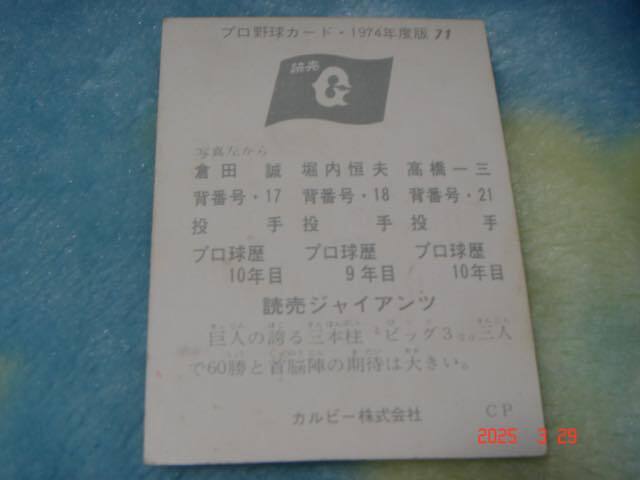 プロ野球カード・1974年度版 71
読売
G
写真左から
倉田 誠 堀内恒夫 高橋一三
背番号・17 背番号・18 背番号・21
投手 投手 投手
プロ球歴 プロ球歴 プロ球歴
10年目 9年目 10年目
読売ジャイアンツ
巨人の誇る三本柱 ビッグ3 三人
で60勝と首脳陣の期待は大きい。
カルビー株式会社 CP
2025 3 29